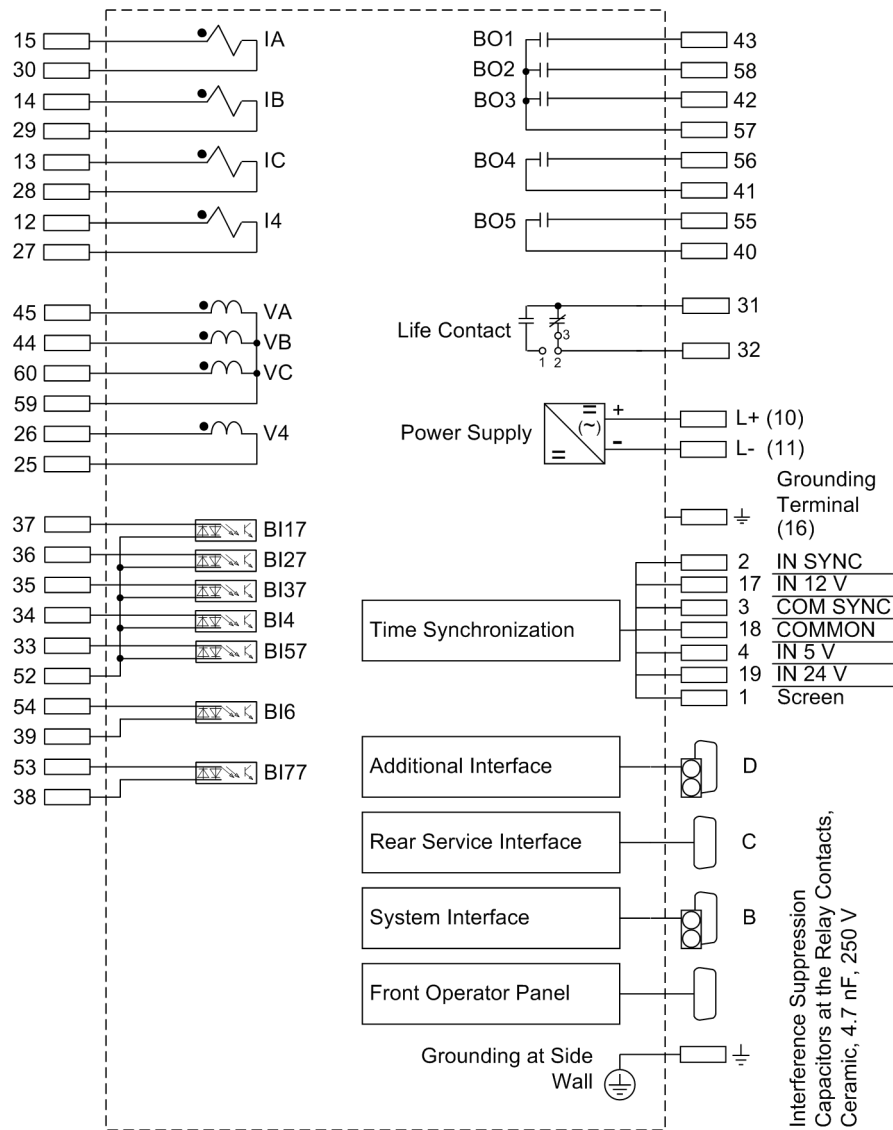 15 IA
30
14 IB
29
13 IC
28
12 I4
27
45 VA
44 VB
60 VC
59
26 V4
25
37 BI17
36 BI27
35 BI37
34 BI4
33 BI57
52
54 BI6
39
53 BI77
38
BO1 43
BO2 58
BO3 42
57
BO4 56
41
BO5 55
40
31
Life Contact 3
1 2 32
Power Supply = (~) = + L+ (10)
- L- (11)
Grounding
Terminal
(16)
2 IN SYNC
17 IN 12 V
3 COM SYNC
Time Synchronization 18 COMMON
4 IN 5 V
19 IN 24 V
1 Screen
Additional Interface D
Rear Service Interface C
System Interface B
Front Operator Panel
Grounding at Side
Wall
Interference Suppression
Capacitors at the Relay Contacts,
Ceramic, 4.7 nF, 250 V